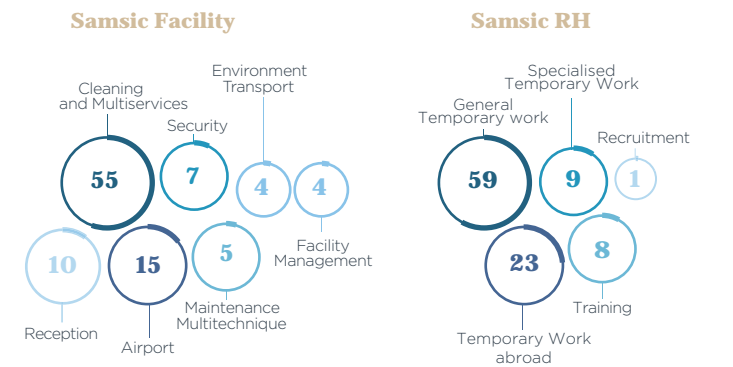 Samsic Facility
Cleaning
and Multiservices
55
Security
7
Environment
Transport
4
4
Facility
Management
10
Reception
15
Airport
5
Maintenance
Multitechnique
Samsic RH
General
Temporary work
59
Specialised
Temporary Work
9
Recruitment
1
23
Temporary Work
abroad
8
Training